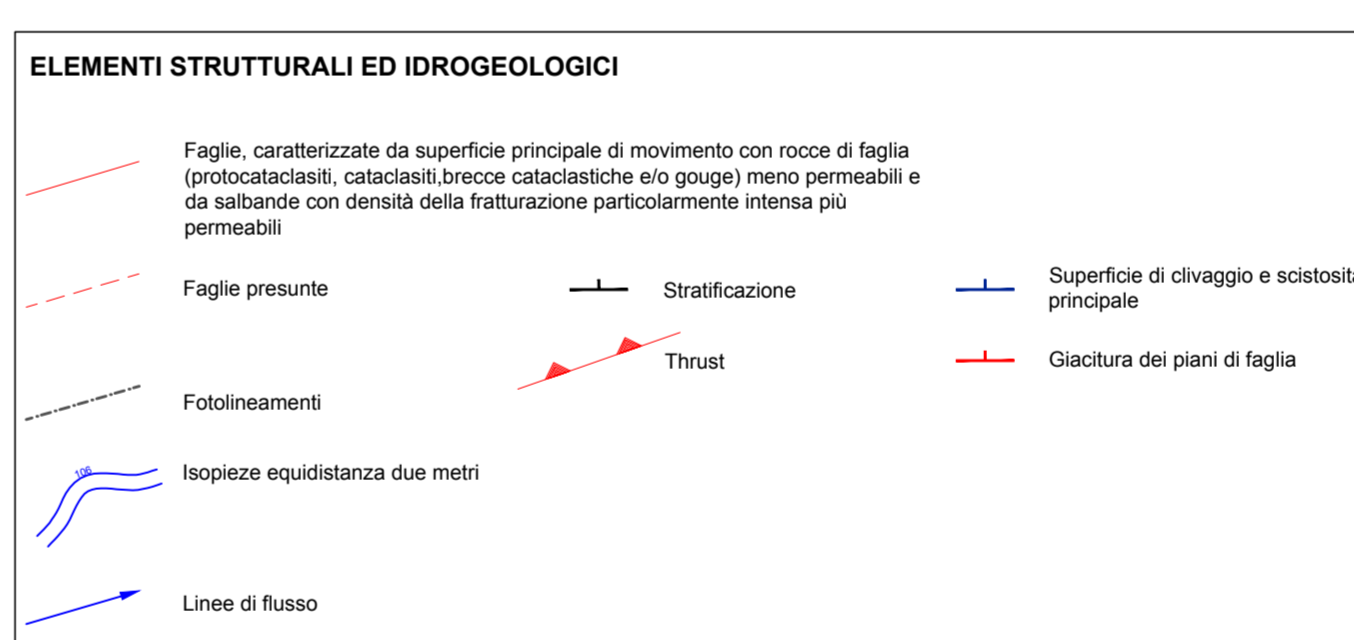 ELEMENTI STRUTTURALI ED IDROGEOLOGICI
Faglie, caratterizzate da superficie principale di movimento con rocce di faglia
(protocataclasiti, cataclasiti,brecce cataclastiche e/o gouge) meno permeabili e
da salbande con densità della fratturazione particolarmente intensa più
permeabili
Faglie presunte
Stratificazione
Superficie di clivaggio e scistosità
principale
Thrust
Giacitura dei piani di faglia
Fotolineamenti
106
Isopieze equidistanza due metri
Linee di flusso